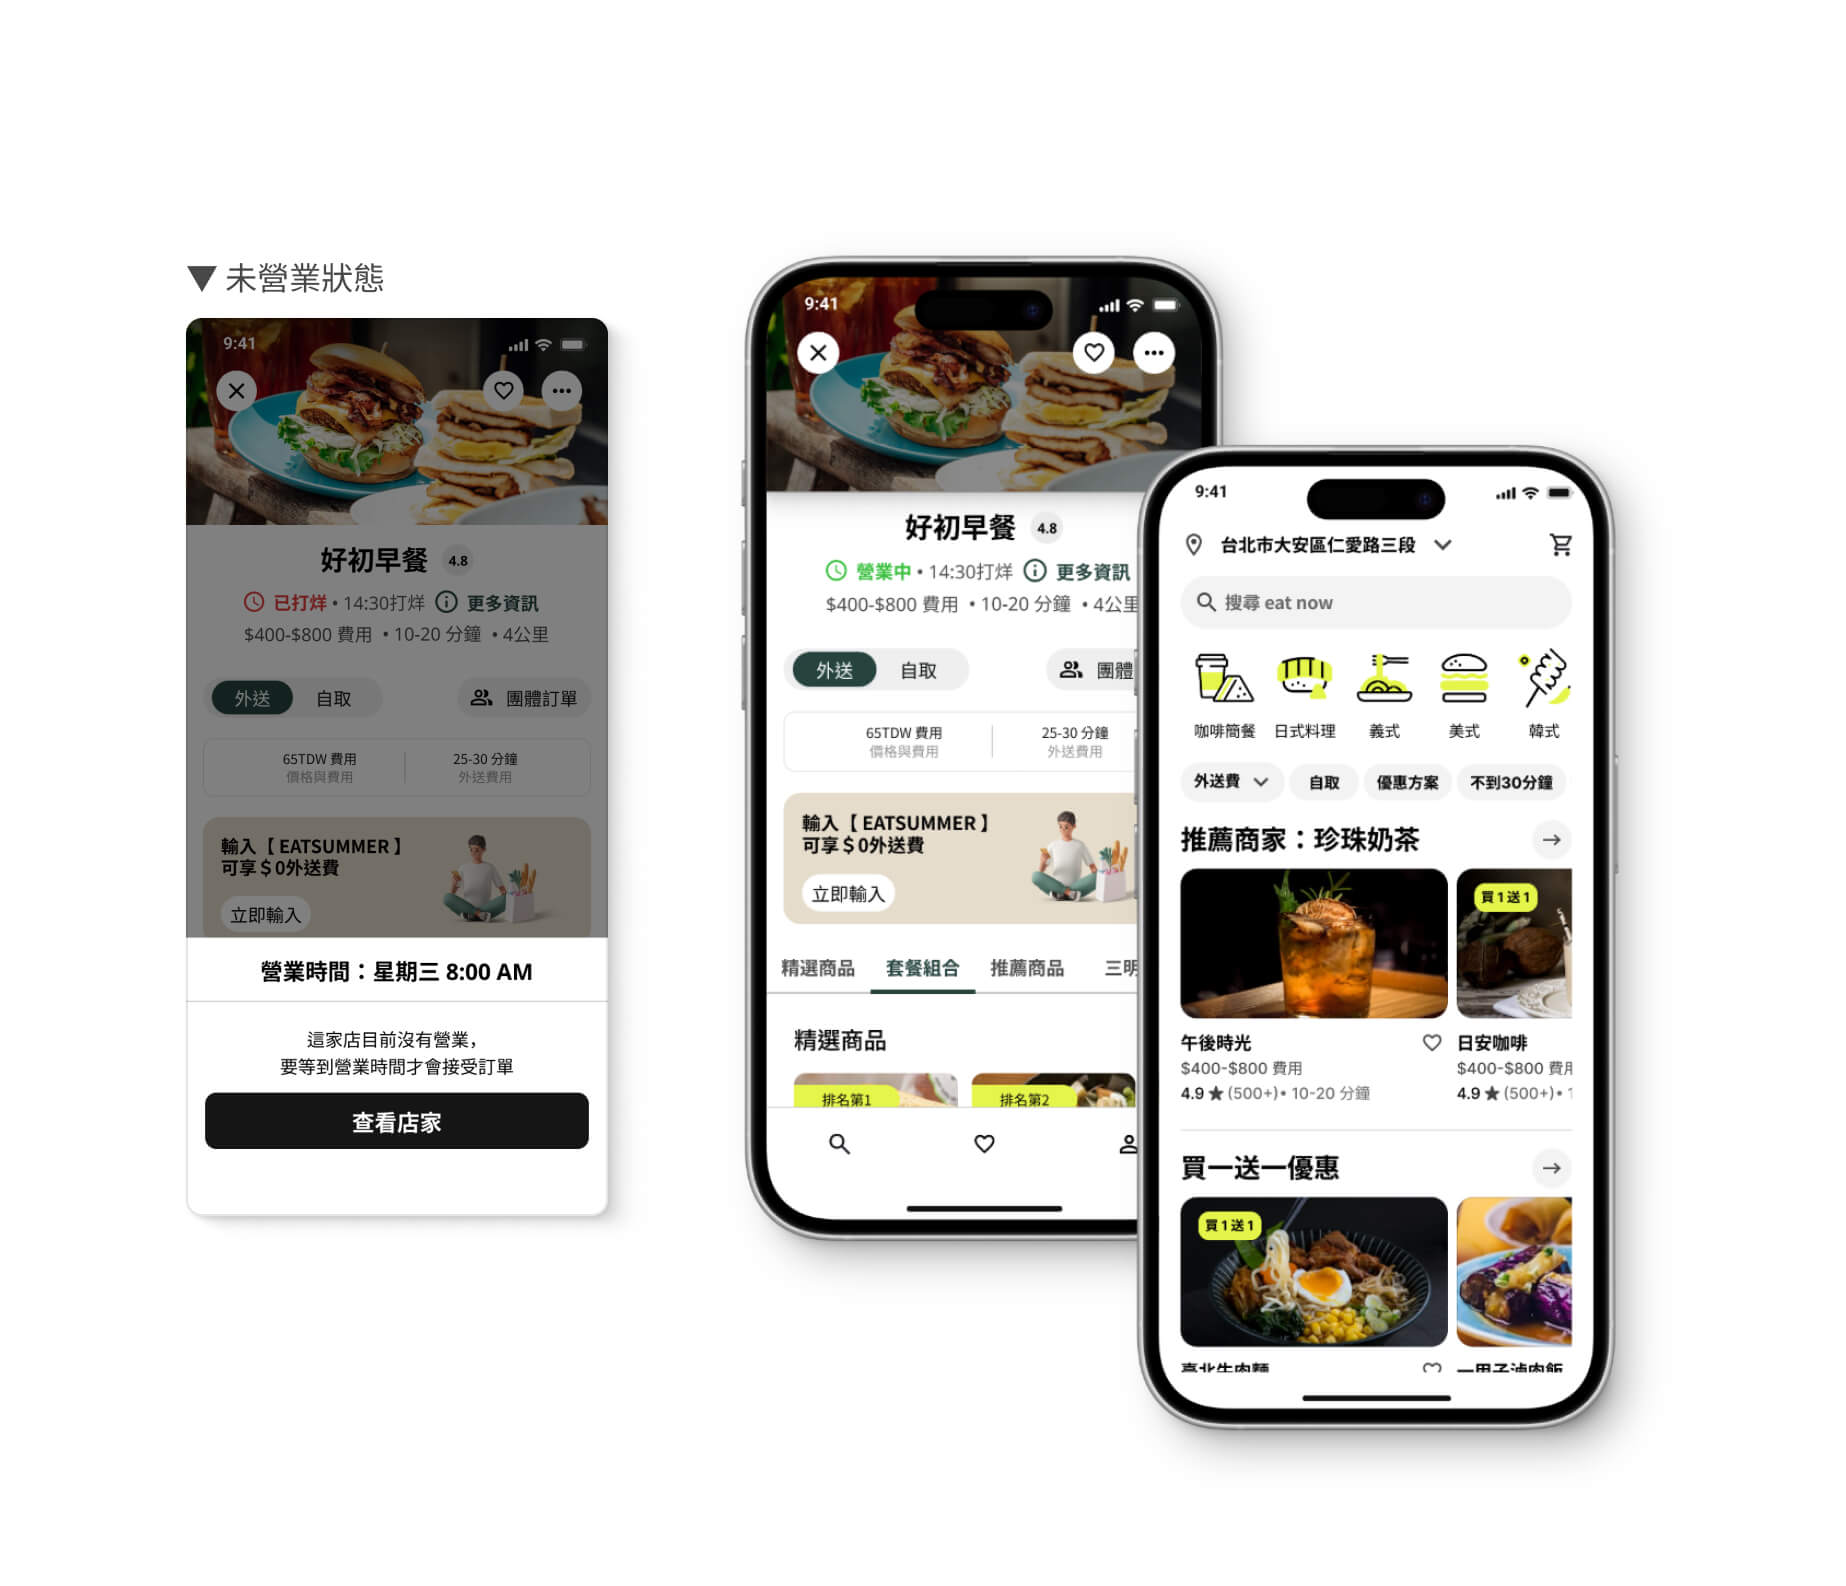 ▼ 未營業狀態
9:41
好初早餐 4.8
已打烊 • 14:30打烊 更多資訊
$400-$800 費用 • 10-20 分鐘 • 4公里
外送 自取 團體訂單
65TDW 費用 25-30 分鐘
價格與費用 外送費用
輸入【 EATSUMMER 】
可享＄0外送費
立即輸入
營業時間：星期三 8:00 AM
這家店目前沒有營業，
要等到營業時間才會接受訂單
查看店家
9:41
好初早餐 4.8
營業中 • 14:30打烊 更多資訊
$400-$800 費用 • 10-20 分鐘 • 4公里
外送 自取 團體
65TDW 費用 25-30 分鐘
價格與費用 外送費用
輸入【 EATSUMMER 】
可享＄0外送費
立即輸入
精選商品 套餐組合 推薦商品 三明
精選商品
排名第1 排名第2
9:41
台北市大安區仁愛路三段
搜尋 eat now
咖啡簡餐 日式料理 義式 美式 韓式
外送費 自取 優惠方案 不到30分鐘
推薦商家：珍珠奶茶
買1送1
午後時光 日安咖啡
$400-$800 費用 $400-$800 費用
4.9 ★ (500+) • 10-20 分鐘 4.9 ★ (500+) • 1
買一送一優惠
買1送1
臺北牛肉麵 一甲子滷肉飯